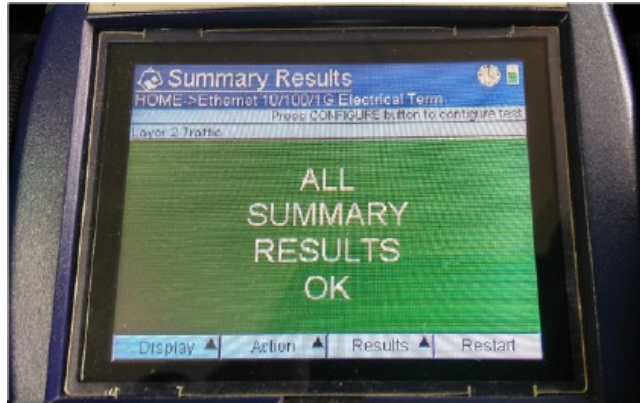 Summary Results
HOME->Ethernet 10/100/1G Electrical Term
Press CONFIGURE button to configure test
Layer 2 Traffic
ALL
SUMMARY
RESULTS
OK
Display Action Results Restart